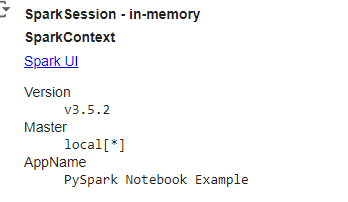 SparkSession - in-memory
SparkContext
Spark UI
Version
v3.5.2
Master
local[*]
AppName
PySpark Notebook Example